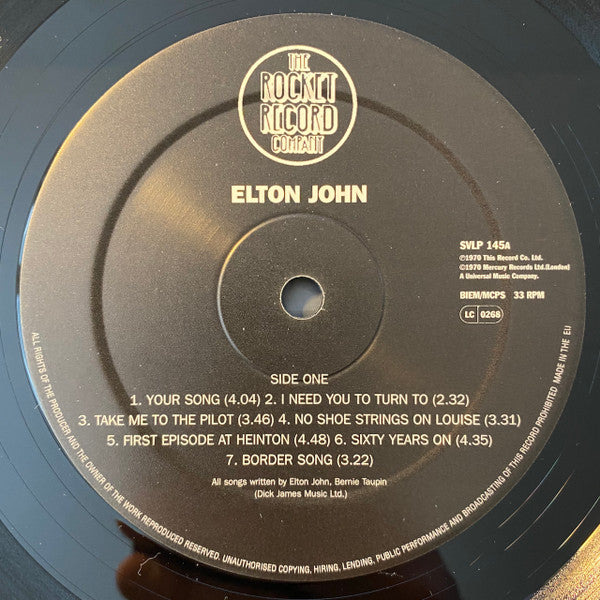 THE
ROCKET
RECORD
COMPANY
ELTON JOHN
SVLP 145A
℗1970 This Record Co. Ltd.
©1970 Mercury Records Ltd.(London)
A Universal Music Company.
BIEM/MCPS 33 RPM
LC 0268
SIDE ONE
1. YOUR SONG (4.04) 2. I NEED YOU TO TURN TO (2.32)
3. TAKE ME TO THE PILOT (3.46) 4. NO SHOE STRINGS ON LOUISE (3.31)
5. FIRST EPISODE AT HEINTON (4.48) 6. SIXTY YEARS ON (4.35)
7. BORDER SONG (3.22)
All songs written by Elton John, Bernie Taupin
(Dick James Music Ltd.)
ALL RIGHTS OF THE PRODUCER AND THE OWNER OF THE WORK REPRODUCED RESERVED. UNAUTHORISED COPYING, HIRING, LENDING, PUBLIC PERFORMANCE AND BROADCASTING OF THIS RECORD PROHIBITED MADE IN THE EU